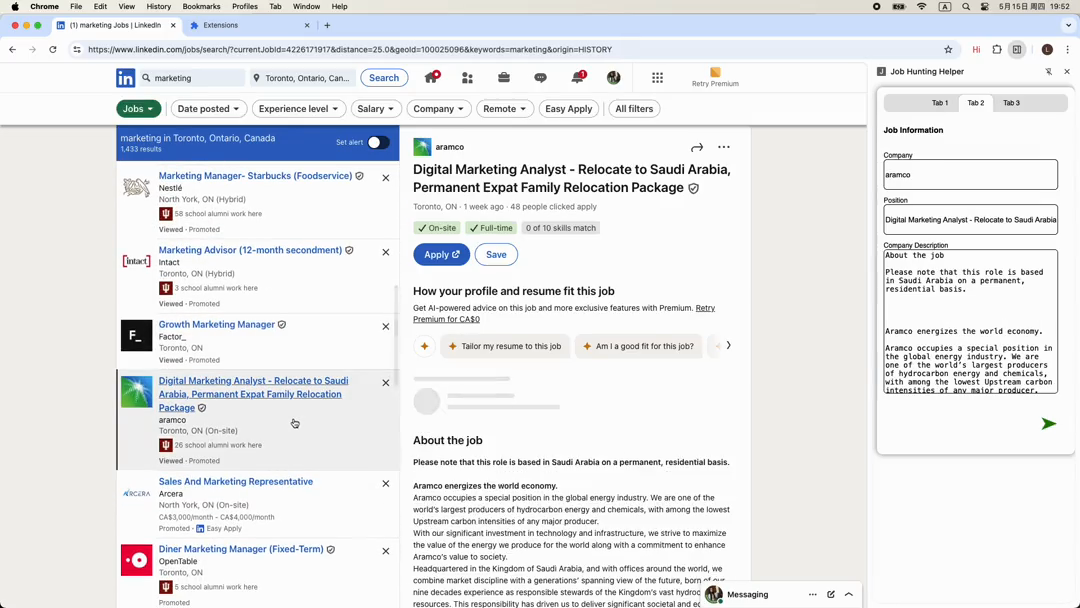 Chrome File Edit View History Bookmarks Profiles Tab Window Help
A
5月15日 周四 19:52
(1) marketing Jobs | LinkedIn
Extensions
https://www.linkedin.com/jobs/search/?currentJobId=4226171917&distance=25.0&geoId=100025096&keywords=marketing&origin=HISTORY
Hi
L
in
marketing
Toronto, Ontario, Can...
Search
1
Retry Premium
Jobs
Date posted
Experience level
Salary
Company
Remote
Easy Apply
All filters
marketing in Toronto, Ontario, Canada
1,433 results
Set alert
Marketing Manager- Starbucks (Foodservice)
Nestlé
North York, ON (Hybrid)
58 school alumni work here
Viewed · Promoted
[intact]
Marketing Advisor (12-month secondment)
Intact
Toronto, ON (Hybrid)
3 school alumni work here
Viewed · Promoted
F_
Growth Marketing Manager
Factor_
Toronto, ON
Viewed · Promoted
Digital Marketing Analyst - Relocate to Saudi
Arabia, Permanent Expat Family Relocation
Package
aramco
Toronto, ON (On-site)
26 school alumni work here
Viewed · Promoted
ARCERA
Sales And Marketing Representative
Arcera
North York, ON (On-site)
CA$3,000/month - CA$4,000/month
Promoted · in Easy Apply
Diner Marketing Manager (Fixed-Term)
OpenTable
Toronto, ON
5 school alumni work here
Promoted
aramco
Digital Marketing Analyst - Relocate to Saudi Arabia,
Permanent Expat Family Relocation Package
Toronto, ON · 1 week ago · 48 people clicked apply
On-site
Full-time
0 of 10 skills match
Apply
Save
How your profile and resume fit this job
Get AI-powered advice on this job and more exclusive features with Premium. Retry
Premium for CA$0
Tailor my resume to this job
Am I a good fit for this job?
About the job
Please note that this role is based in Saudi Arabia on a permanent, residential basis.
Aramco energizes the world economy.
Aramco occupies a special position in the global energy industry. We are one of the
world's largest producers of hydrocarbon energy and chemicals, with among the lowest
Upstream carbon intensities of any major producer.
With our significant investment in technology and infrastructure, we strive to maximize
the value of the energy we produce for the world along with a commitment to enhance
Aramco's value to society.
Headquartered in the Kingdom of Saudi Arabia, and with offices around the world, we
combine market discipline with a generations' spanning view of the future, born of our
nine decades experience as responsible stewards of the Kingdom's vast hydrocarbon
resources. This responsibility has driven us to deliver significant societal and
Messaging
J
Job Hunting Helper
Tab 1
Tab 2
Tab 3
Job Information
Company
aramco
Position
Digital Marketing Analyst - Relocate to Saudi Arabia
Company Description
About the job
Please note that this role is based
in Saudi Arabia on a permanent,
residential basis.
Aramco energizes the world economy.
Aramco occupies a special position in
the global energy industry. We are
one of the world's largest producers
of hydrocarbon energy and chemicals,
with among the lowest Upstream carbon
intensities of any major producer.